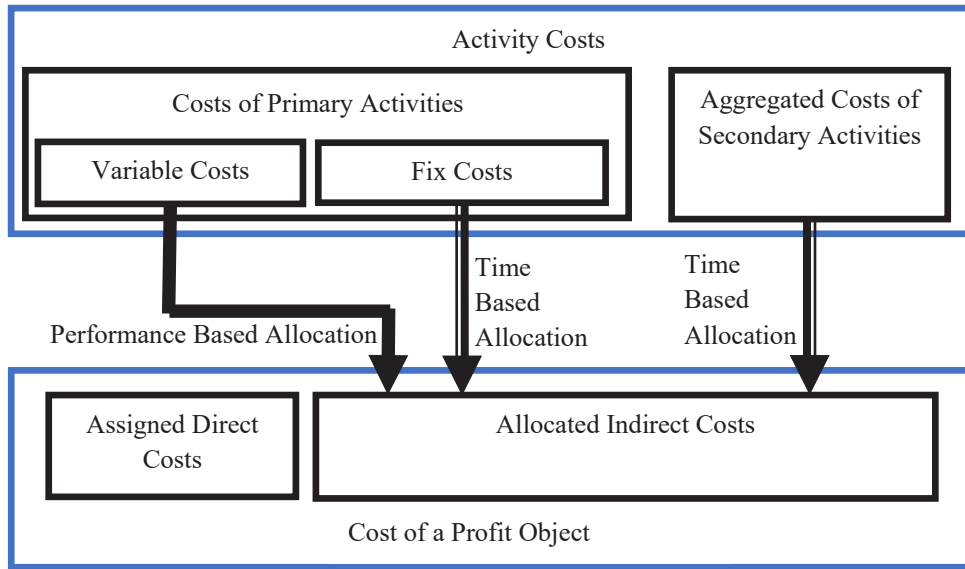 Activity Costs
Costs of Primary Activities
Variable Costs
Fix Costs
Aggregated Costs of
Secondary Activities
Performance Based Allocation
Time
Based
Allocation
Time
Based
Allocation
Assigned Direct
Costs
Allocated Indirect Costs
Cost of a Profit Object